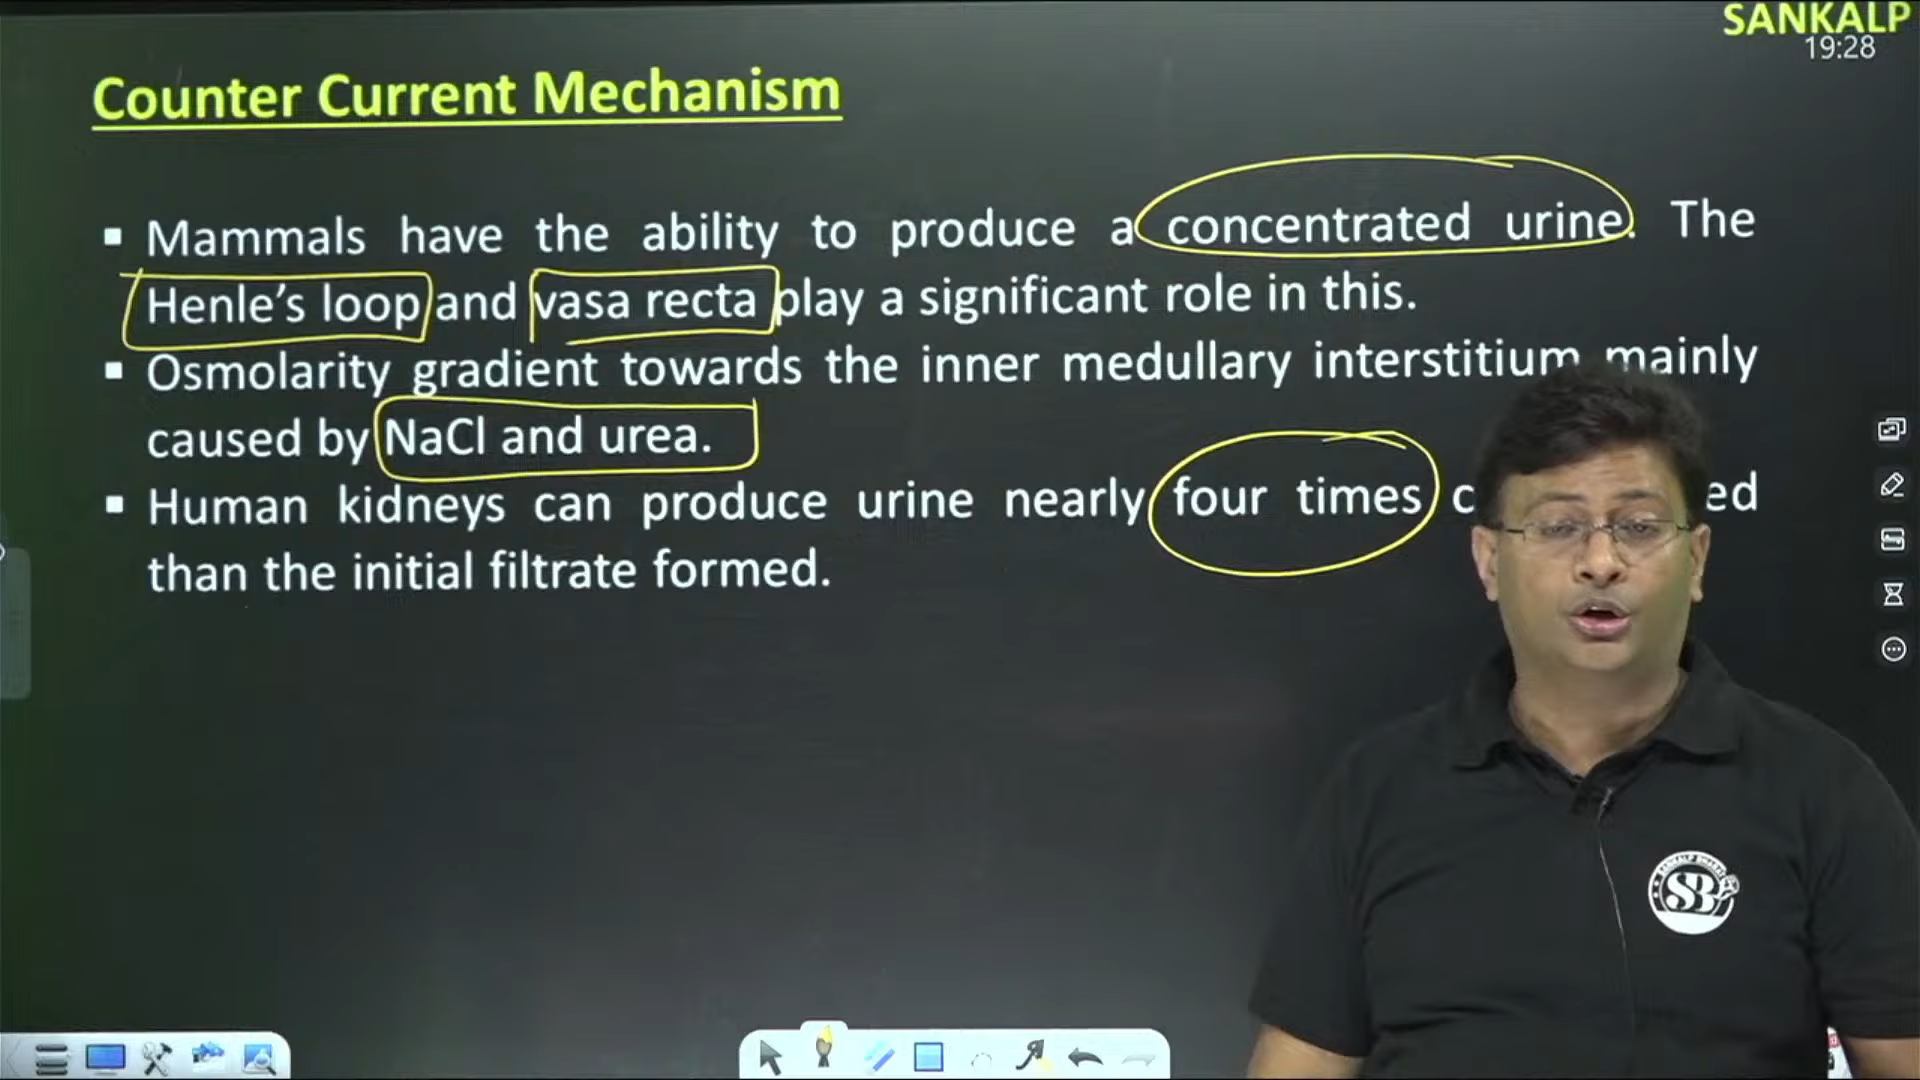 SANKALP
19:28
Counter Current Mechanism
▪ Mammals have the ability to produce a concentrated urine. The
Henle's loop and vasa recta play a significant role in this.
▪ Osmolarity gradient towards the inner medullary interstitium mainly
caused by NaCl and urea.
▪ Human kidneys can produce urine nearly four times
than the initial filtrate formed.
SB